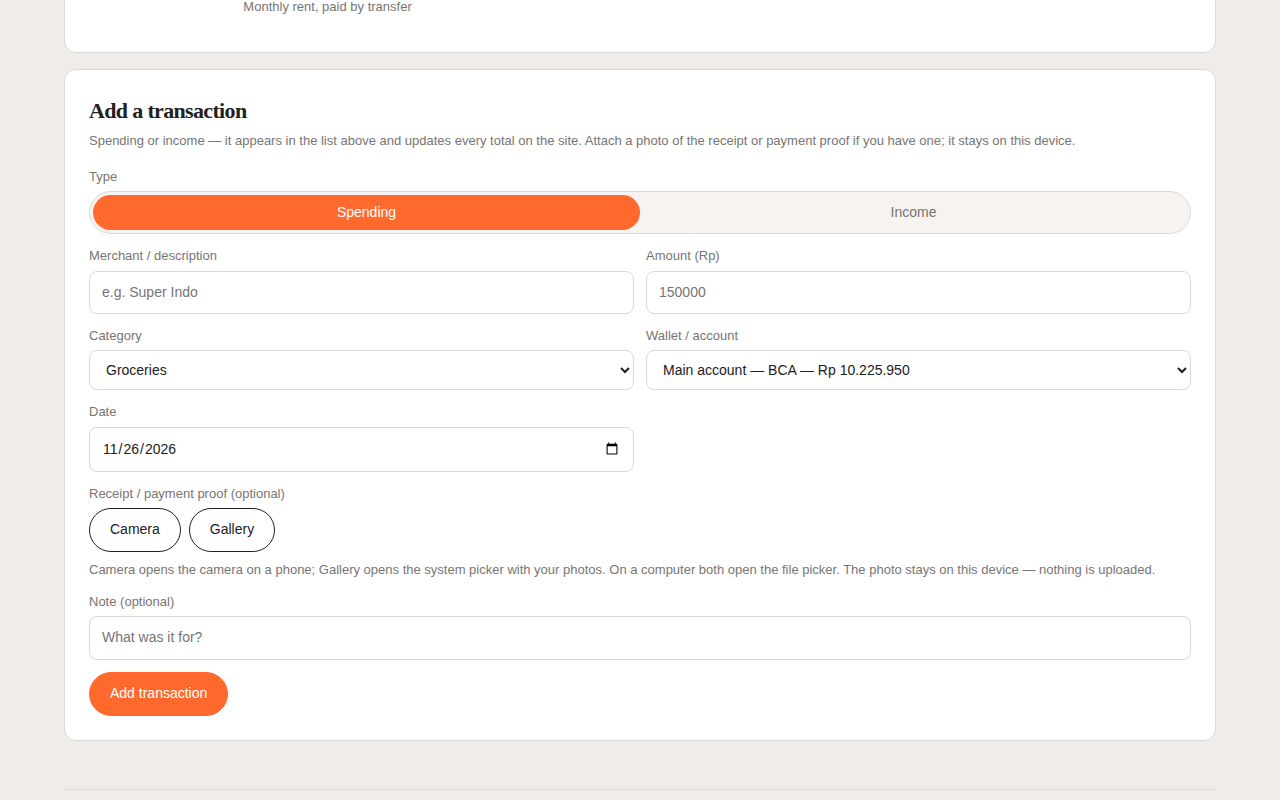 Monthly rent, paid by transfer
Add a transaction
Spending or income — it appears in the list above and updates every total on the site. Attach a photo of the receipt or payment proof if you have one; it stays on this device.
Type
Spending
Income
Merchant / description
Amount (Rp)
e.g. Super Indo
150000
Category
Wallet / account
Groceries
Main account — BCA — Rp 10.225.950
Date
11/26/2026
Receipt / payment proof (optional)
Camera
Gallery
Camera opens the camera on a phone; Gallery opens the system picker with your photos. On a computer both open the file picker. The photo stays on this device — nothing is uploaded.
Note (optional)
What was it for?
Add transaction